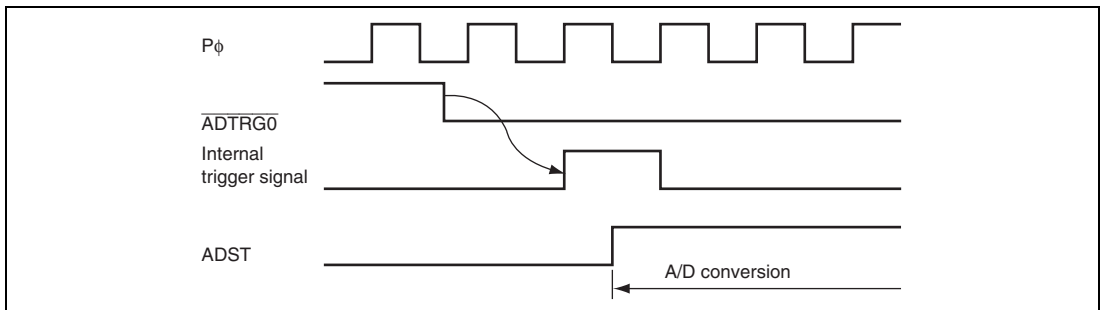 Pϕ
ADTRG0
Internal
trigger signal
ADST
A/D conversion